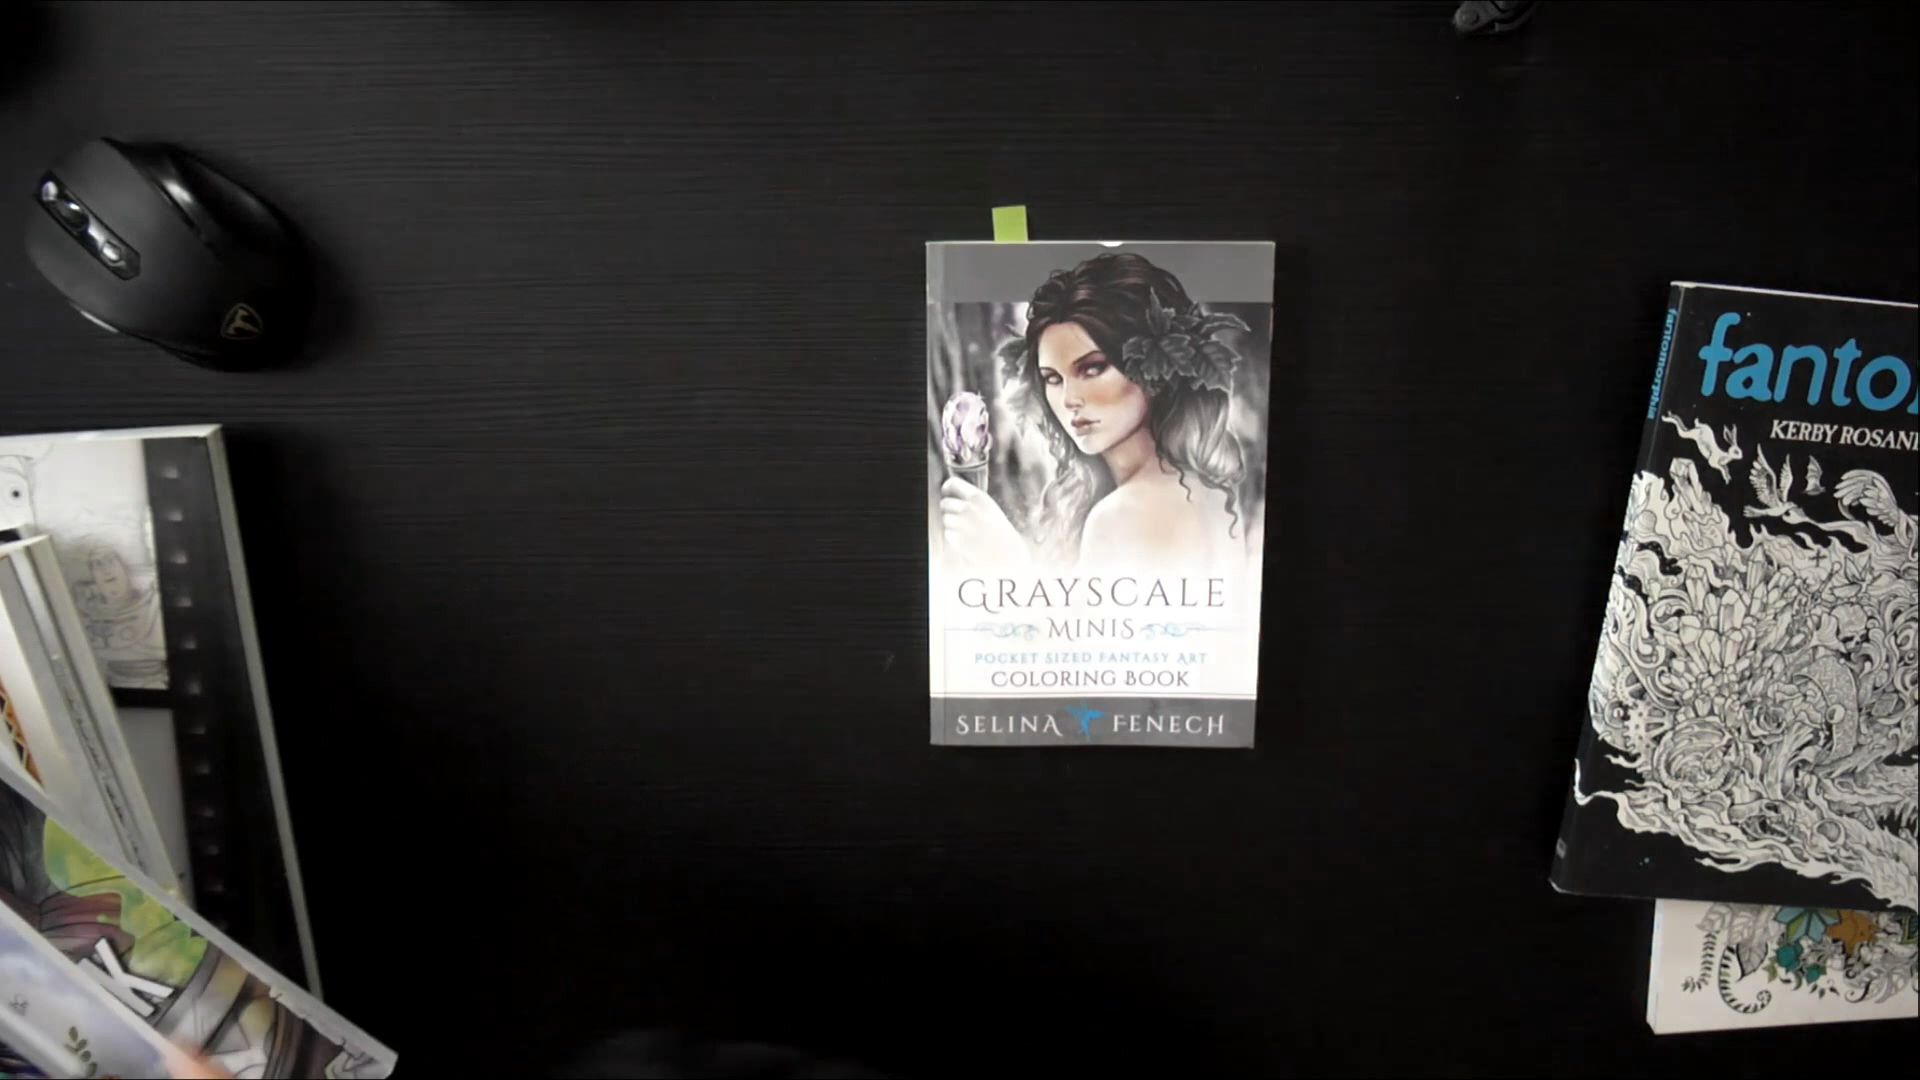 GRAYSCALE
MINIS
POCKET SIZED FANTASY ART
COLORING BOOK
SELINA FENECH
fanto
KERBY ROSAN
fantomorphia
K